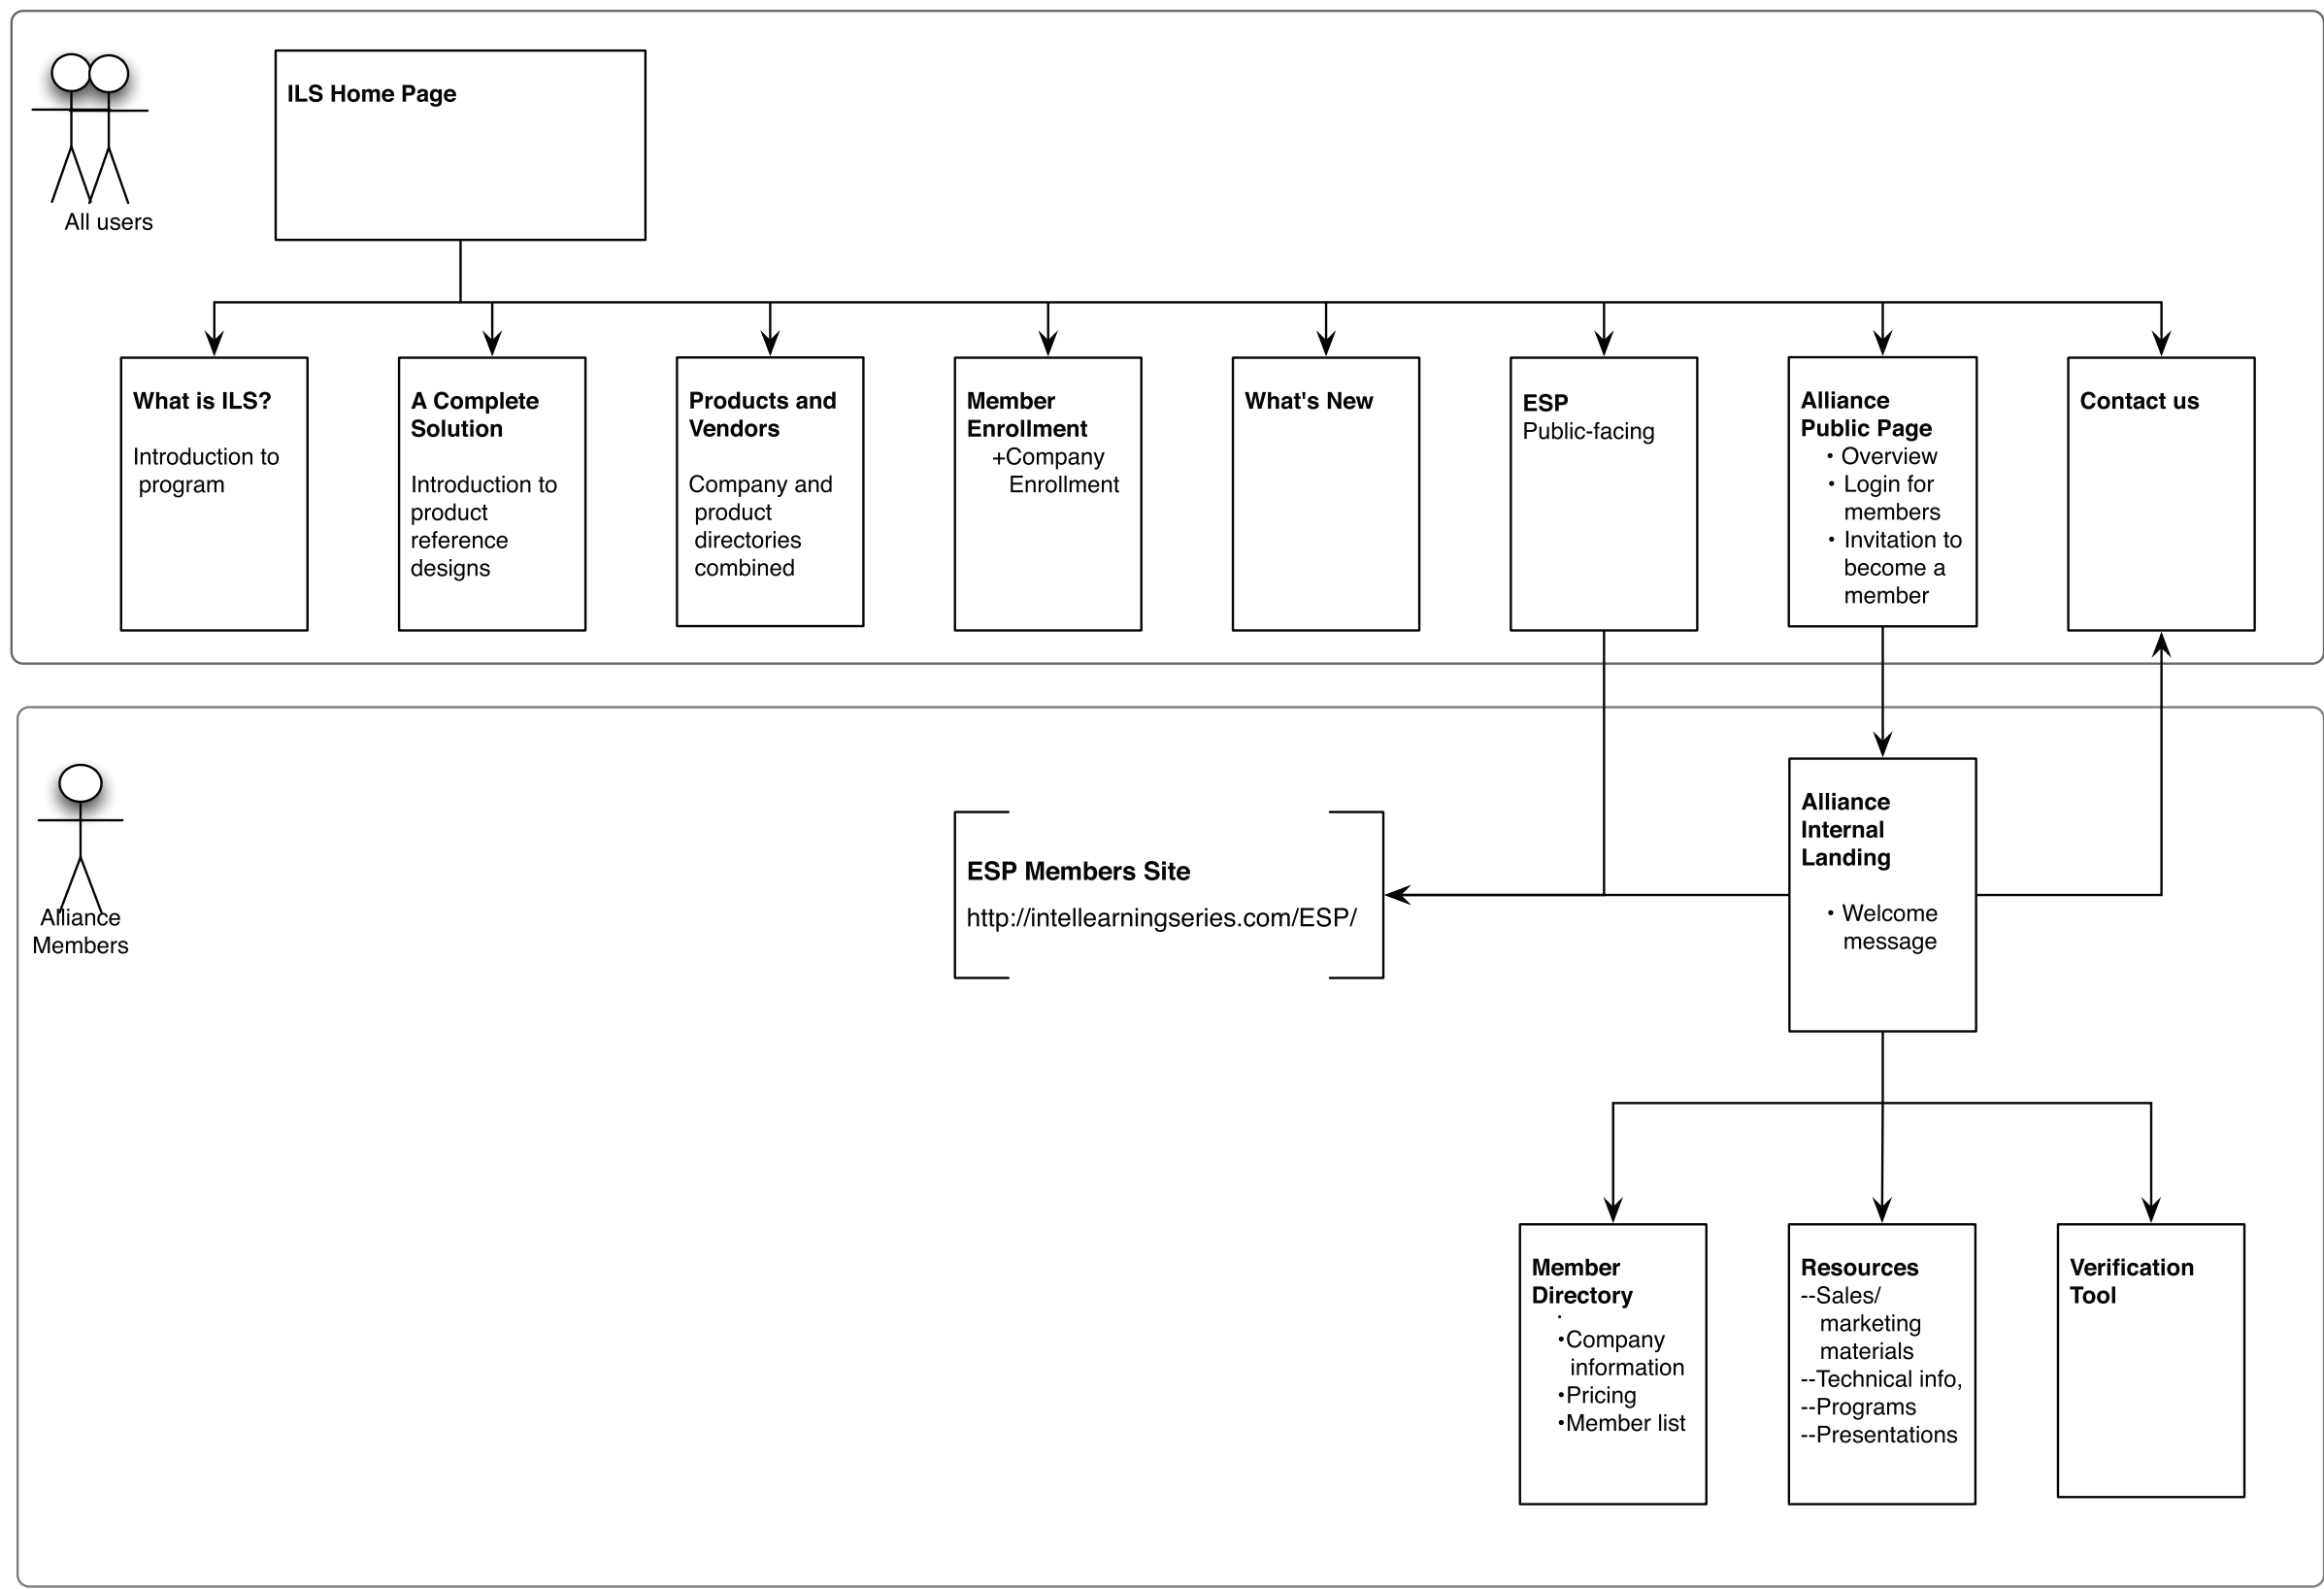 ILS Home Page
All users
What is ILS?
Introduction to
program
A Complete
Solution
Introduction to
product
reference
designs
Products and
Vendors
Company and
product
directories
combined
Member
Enrollment
+Company
Enrollment
What's New
ESP
Public-facing
Alliance
Public Page
• Overview
• Login for
members
• Invitation to
become a
member
Contact us
Alliance
Members
ESP Members Site
http://intellearningseries.com/ESP/
Alliance
Internal
Landing
• Welcome
message
Member
Directory
•
•Company
information
•Pricing
•Member list
Resources
--Sales/
marketing
materials
--Technical info,
--Programs
--Presentations
Verification
Tool